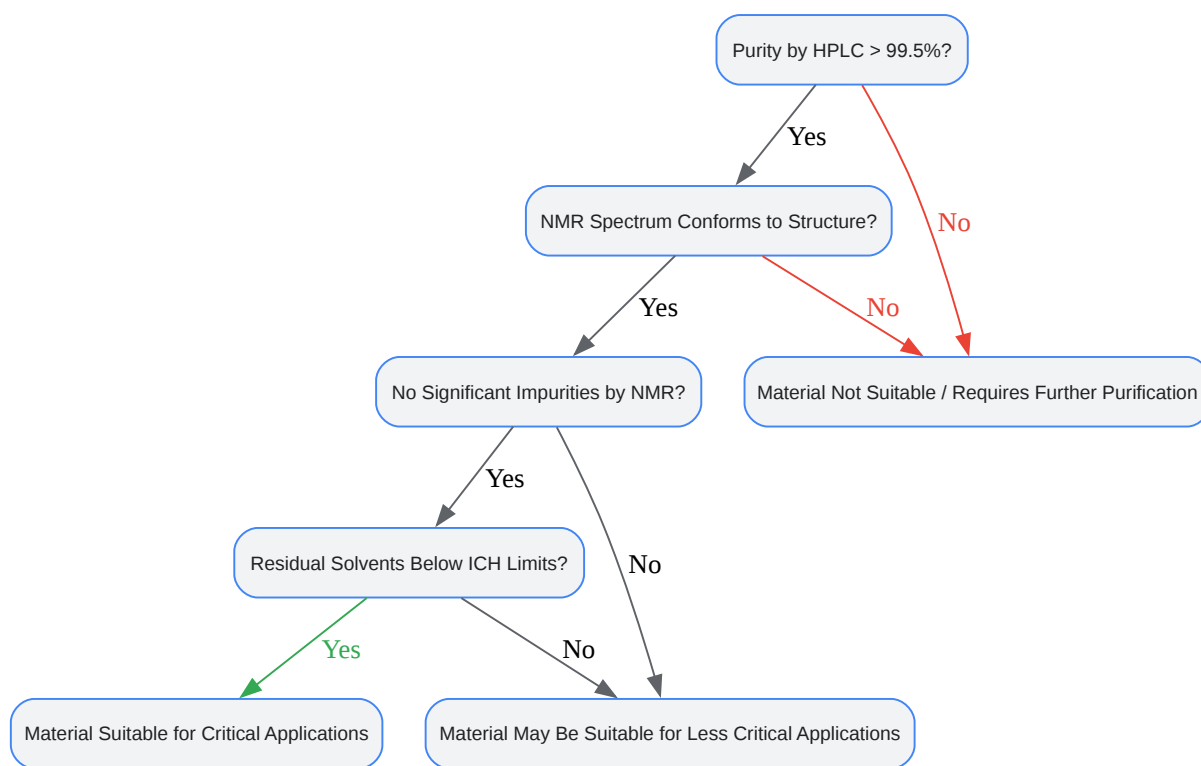 Purity by HPLC > 99.5%?
Yes
NMR Spectrum Conforms to Structure?
No
Yes
No
No Significant Impurities by NMR?
Material Not Suitable / Requires Further Purification
Yes
Residual Solvents Below ICH Limits?
No
Yes
No
Material Suitable for Critical Applications
Material May Be Suitable for Less Critical Applications